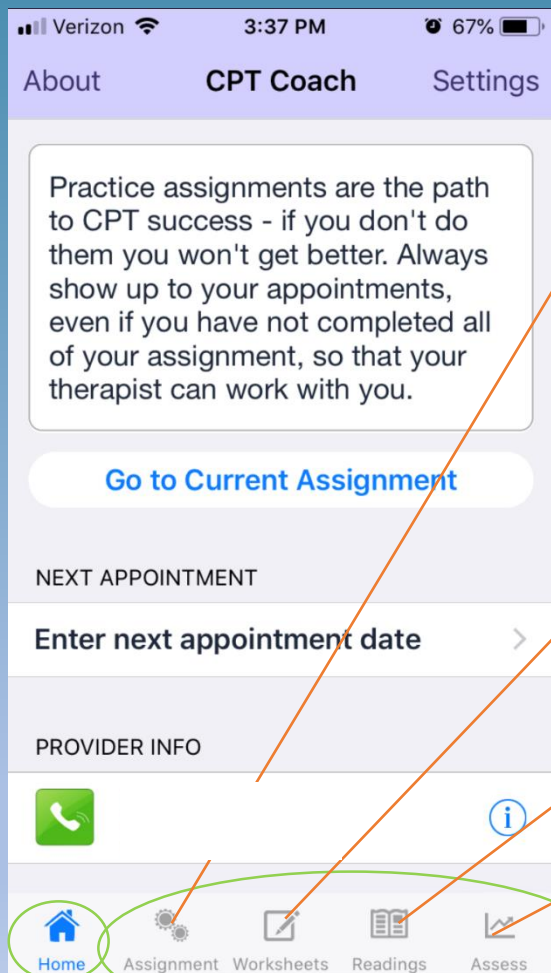 Verizon 3:37 PM 67%
About CPT Coach Settings
Practice assignments are the path
to CPT success - if you don't do
them you won't get better. Always
show up to your appointments,
even if you have not completed all
of your assignment, so that your
therapist can work with you.
Go to Current Assignment
NEXT APPOINTMENT
Enter next appointment date
PROVIDER INFO
i
Home Assignment Worksheets Readings Assess